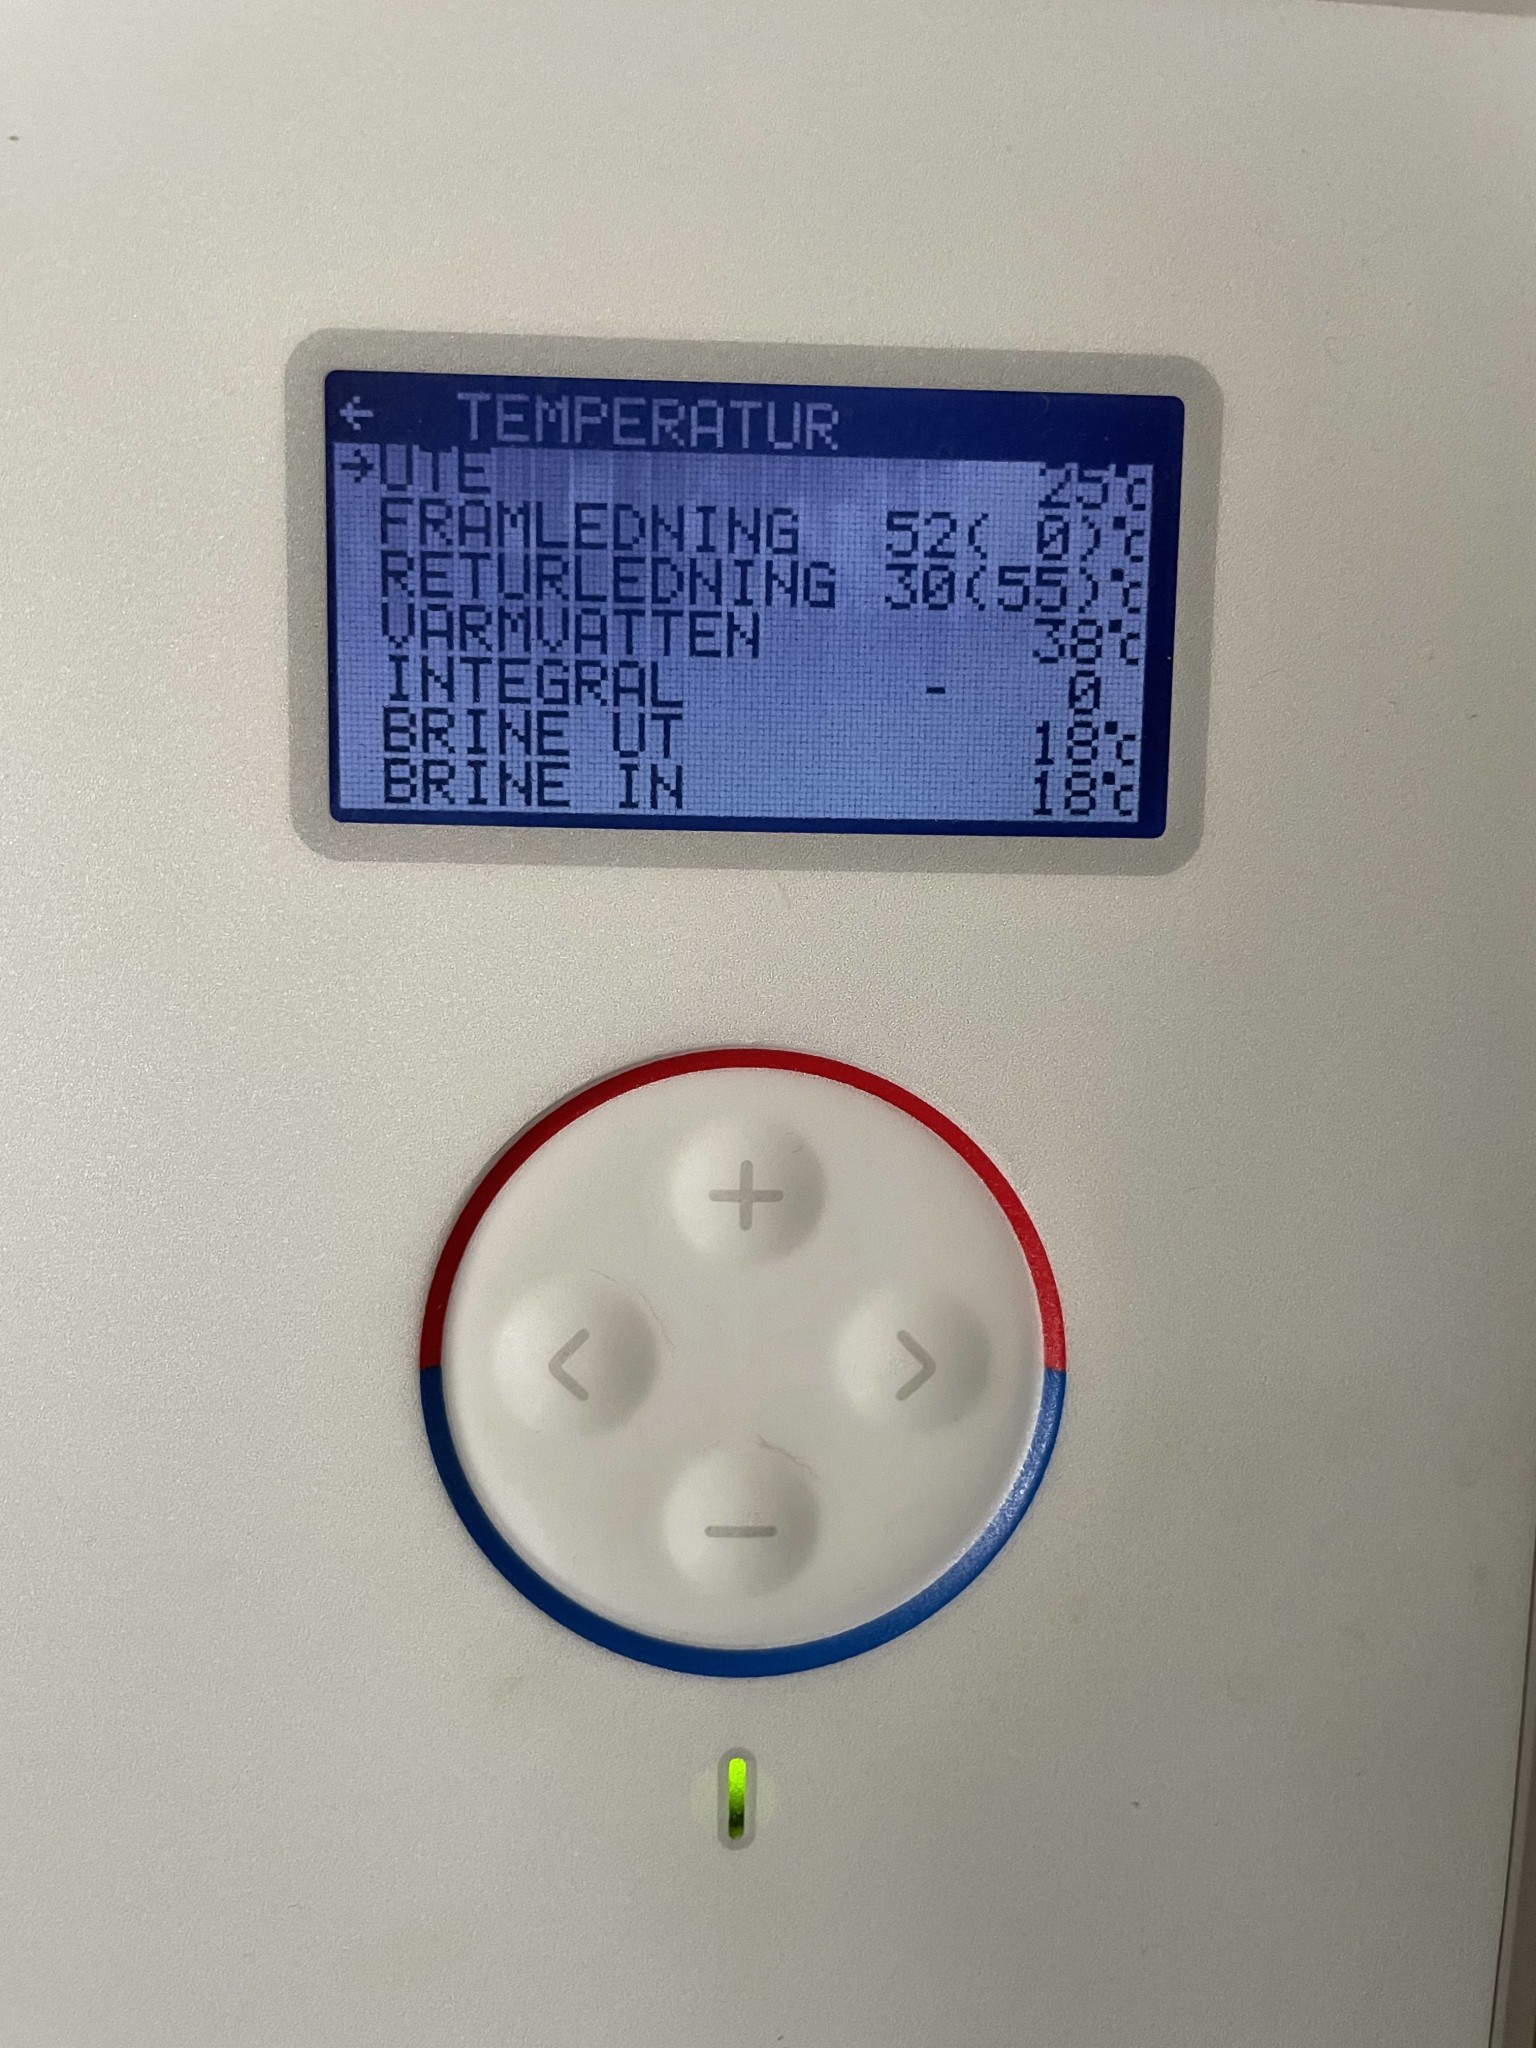 ← TEMPERATUR
→UTE 25°C
FRAMLEDNING 52( 0)°C
RETURLEDNING 30(55)°C
VARMVATTEN 38°C
INTEGRAL - 0
BRINE UT 18°C
BRINE IN 18°C
+
< >
−